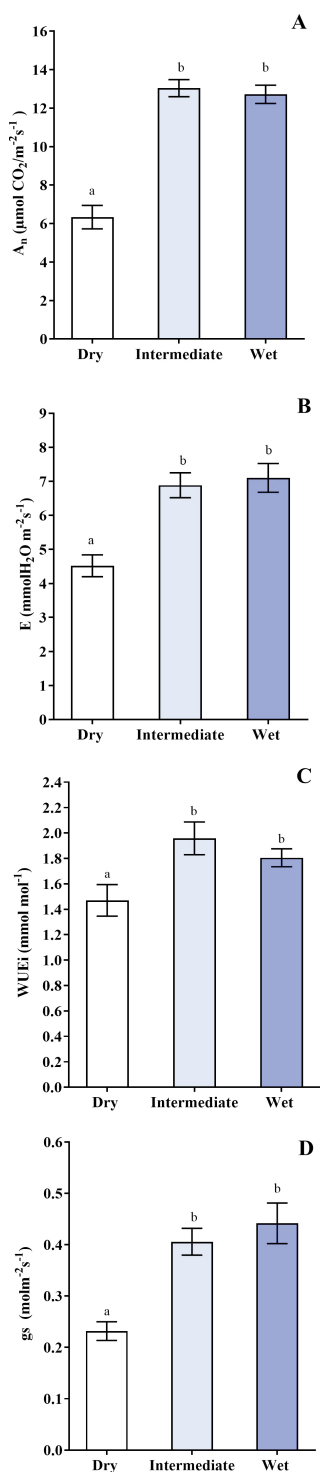 A
16
14
12
10
8
6
4
2
0
Aₙ (µmol CO₂/m⁻²s⁻¹)
a
b
b
Dry Intermediate Wet
B
9
8
7
6
5
4
3
2
1
0
E (mmolH₂O m⁻²s⁻¹)
a
b
b
Dry Intermediate Wet
C
2.4
2.2
2.0
1.8
1.6
1.4
1.2
1.0
0.8
0.6
0.4
0.2
0.0
WUEi (mmol mol⁻¹)
a
b
b
Dry Intermediate Wet
D
0.6
0.5
0.4
0.3
0.2
0.1
0.0
gs (molm⁻²s⁻¹)
a
b
b
Dry Intermediate Wet